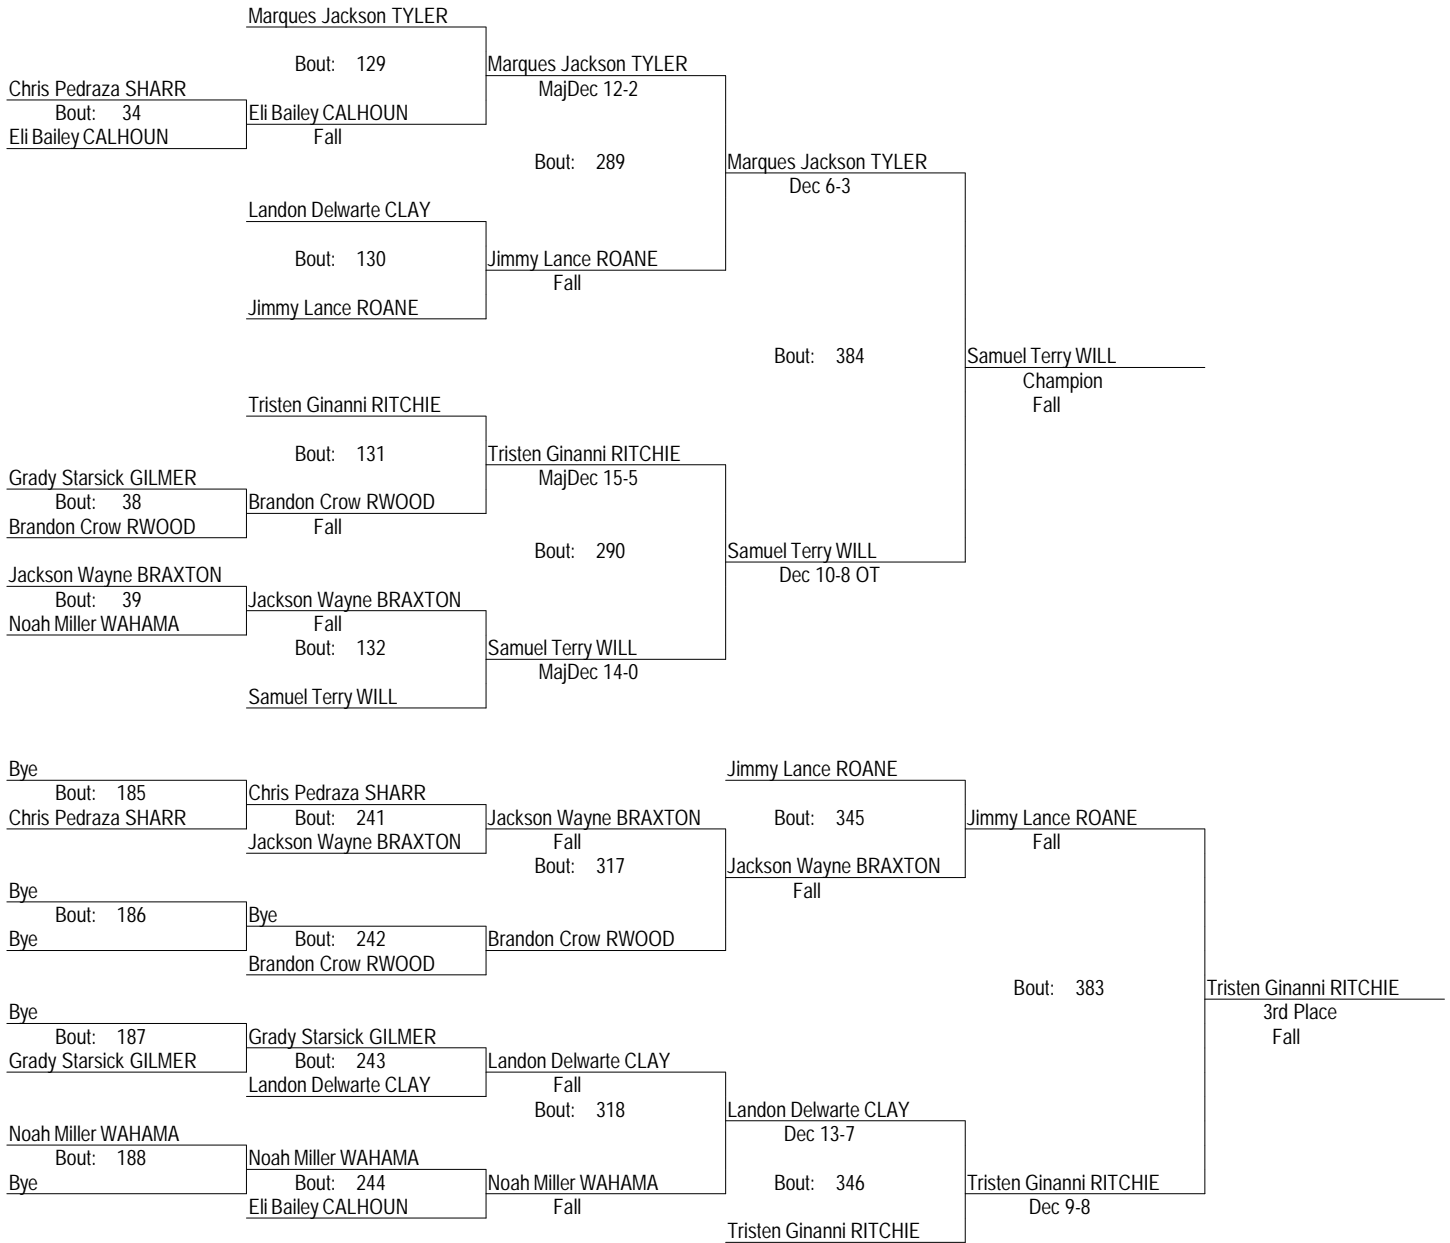 Marques Jackson TYLER
Bout: 129
Marques Jackson TYLER
MajDec 12-2
Chris Pedraza SHARR
Bout: 34
Eli Bailey CALHOUN
Eli Bailey CALHOUN
Fall
Bout: 289
Marques Jackson TYLER
Dec 6-3
Landon Delwarte CLAY
Bout: 130
Jimmy Lance ROANE
Fall
Jimmy Lance ROANE
Bout: 384
Samuel Terry WILL
Champion
Fall
Tristen Ginanni RITCHIE
Bout: 131
Tristen Ginanni RITCHIE
MajDec 15-5
Grady Starsick GILMER
Bout: 38
Brandon Crow RWOOD
Brandon Crow RWOOD
Fall
Bout: 290
Samuel Terry WILL
Dec 10-8 OT
Jackson Wayne BRAXTON
Bout: 39
Noah Miller WAHAMA
Jackson Wayne BRAXTON
Fall
Bout: 132
Samuel Terry WILL
MajDec 14-0
Samuel Terry WILL
Bye
Bout: 185
Chris Pedraza SHARR
Chris Pedraza SHARR
Bout: 241
Jackson Wayne BRAXTON
Jackson Wayne BRAXTON
Fall
Bout: 317
Jimmy Lance ROANE
Bout: 345
Jackson Wayne BRAXTON
Fall
Jimmy Lance ROANE
Fall
Bye
Bout: 186
Bye
Bye
Bout: 242
Brandon Crow RWOOD
Brandon Crow RWOOD
Bout: 383
Tristen Ginanni RITCHIE
3rd Place
Fall
Bye
Bout: 187
Grady Starsick GILMER
Grady Starsick GILMER
Bout: 243
Landon Delwarte CLAY
Landon Delwarte CLAY
Fall
Bout: 318
Landon Delwarte CLAY
Dec 13-7
Noah Miller WAHAMA
Bout: 188
Bye
Noah Miller WAHAMA
Bout: 244
Eli Bailey CALHOUN
Noah Miller WAHAMA
Fall
Bout: 346
Tristen Ginanni RITCHIE
Dec 9-8
Tristen Ginanni RITCHIE